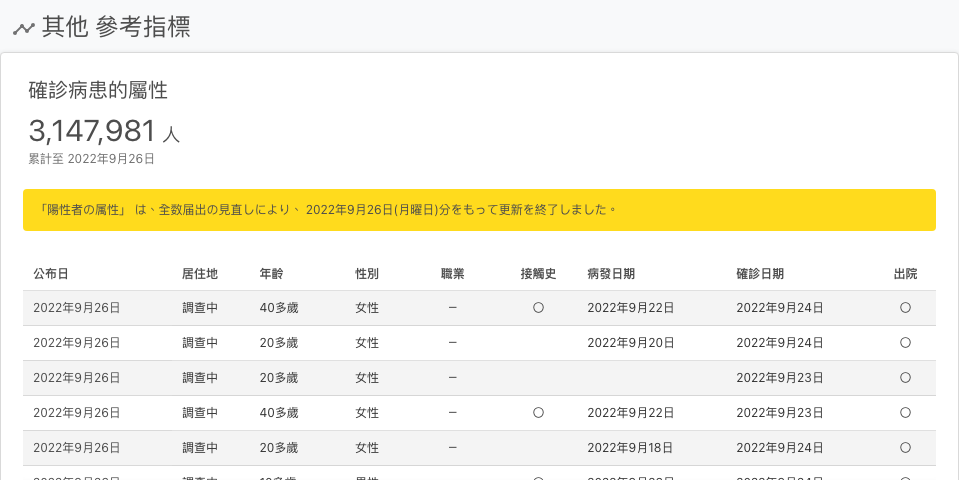 其他 參考指標
確診病患的屬性
3,147,981 人
累計至 2022年9月26日
「陽性者の属性」 は、全数届出の見直しにより、 2022年9月26日(月曜日)分をもって更新を終了しました。
公布日 居住地 年齡 性別 職業 接觸史 病發日期 確診日期 出院
2022年9月26日 調查中 40多歲 女性 − 〇 2022年9月22日 2022年9月24日 〇
2022年9月26日 調查中 20多歲 女性 − 2022年9月20日 2022年9月24日 〇
2022年9月26日 調查中 20多歲 女性 − 2022年9月23日 〇
2022年9月26日 調查中 40多歲 女性 − 〇 2022年9月22日 2022年9月23日 〇
2022年9月26日 調查中 20多歲 女性 − 2022年9月18日 2022年9月24日 〇